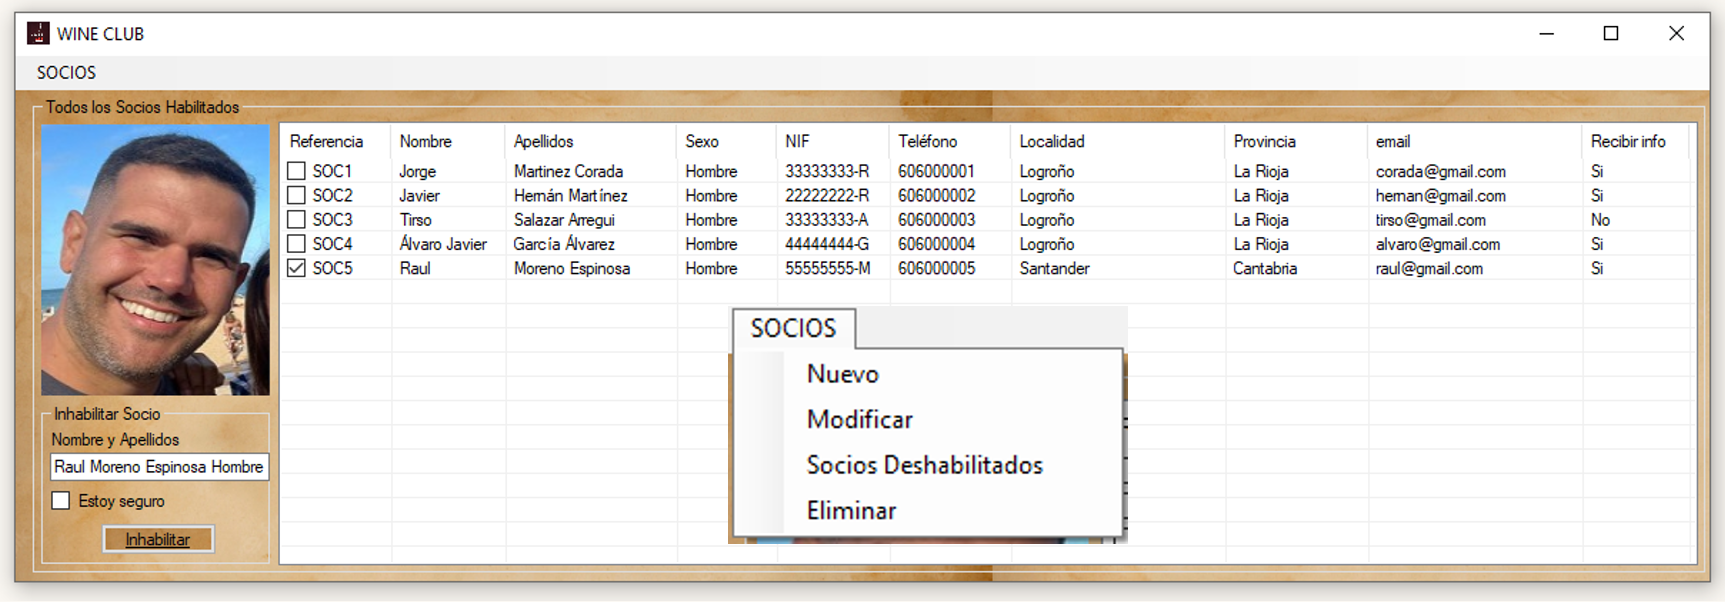 WINE CLUB
SOCIOS
Todos los Socios Habilitados
Referencia Nombre Apellidos Sexo NIF Teléfono Localidad Provincia email Recibir info
SOC1 Jorge Martinez Corada Hombre 33333333-R 606000001 Logroño La Rioja corada@gmail.com Si
SOC2 Javier Hernán Martínez Hombre 22222222-R 606000002 Logroño La Rioja hernan@gmail.com Si
SOC3 Tirso Salazar Arregui Hombre 33333333-A 606000003 Logroño La Rioja tirso@gmail.com No
SOC4 Álvaro Javier García Álvarez Hombre 44444444-G 606000004 Logroño La Rioja alvaro@gmail.com Si
SOC5 Raul Moreno Espinosa Hombre 55555555-M 606000005 Santander Cantabria raul@gmail.com Si
SOCIOS
Nuevo
Modificar
Socios Deshabilitados
Eliminar
Inhabilitar Socio
Nombre y Apellidos
Raul Moreno Espinosa Hombre
Estoy seguro
Inhabilitar